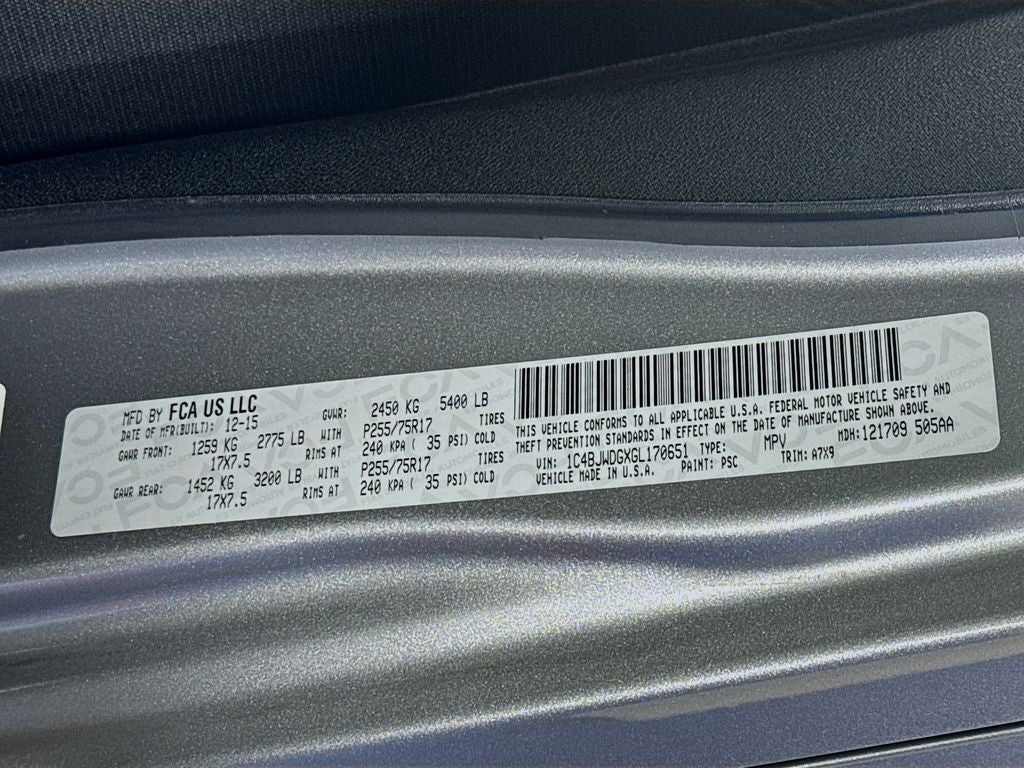 MFD BY FCA US LLC
DATE OF MFR(BUILT): 12-15 GVWR: 2450 KG 5400 LB
GAWR FRONT: 1259 KG 2775 LB WITH P255/75R17 TIRES
17X7.5 RIMS AT 240 KPA ( 35 PSI) COLD
GAWR REAR: 1452 KG 3200 LB WITH P255/75R17 TIRES
17X7.5 RIMS AT 240 KPA ( 35 PSI) COLD
THIS VEHICLE CONFORMS TO ALL APPLICABLE U.S.A. FEDERAL MOTOR VEHICLE SAFETY AND
THEFT PREVENTION STANDARDS IN EFFECT ON THE DATE OF MANUFACTURE SHOWN ABOVE.
VIN: 1C4BJWDGXGL170651 TYPE: MPV MDH:121709 505AA
VEHICLE MADE IN U.S.A. PAINT: PSC TRIM: A7X9